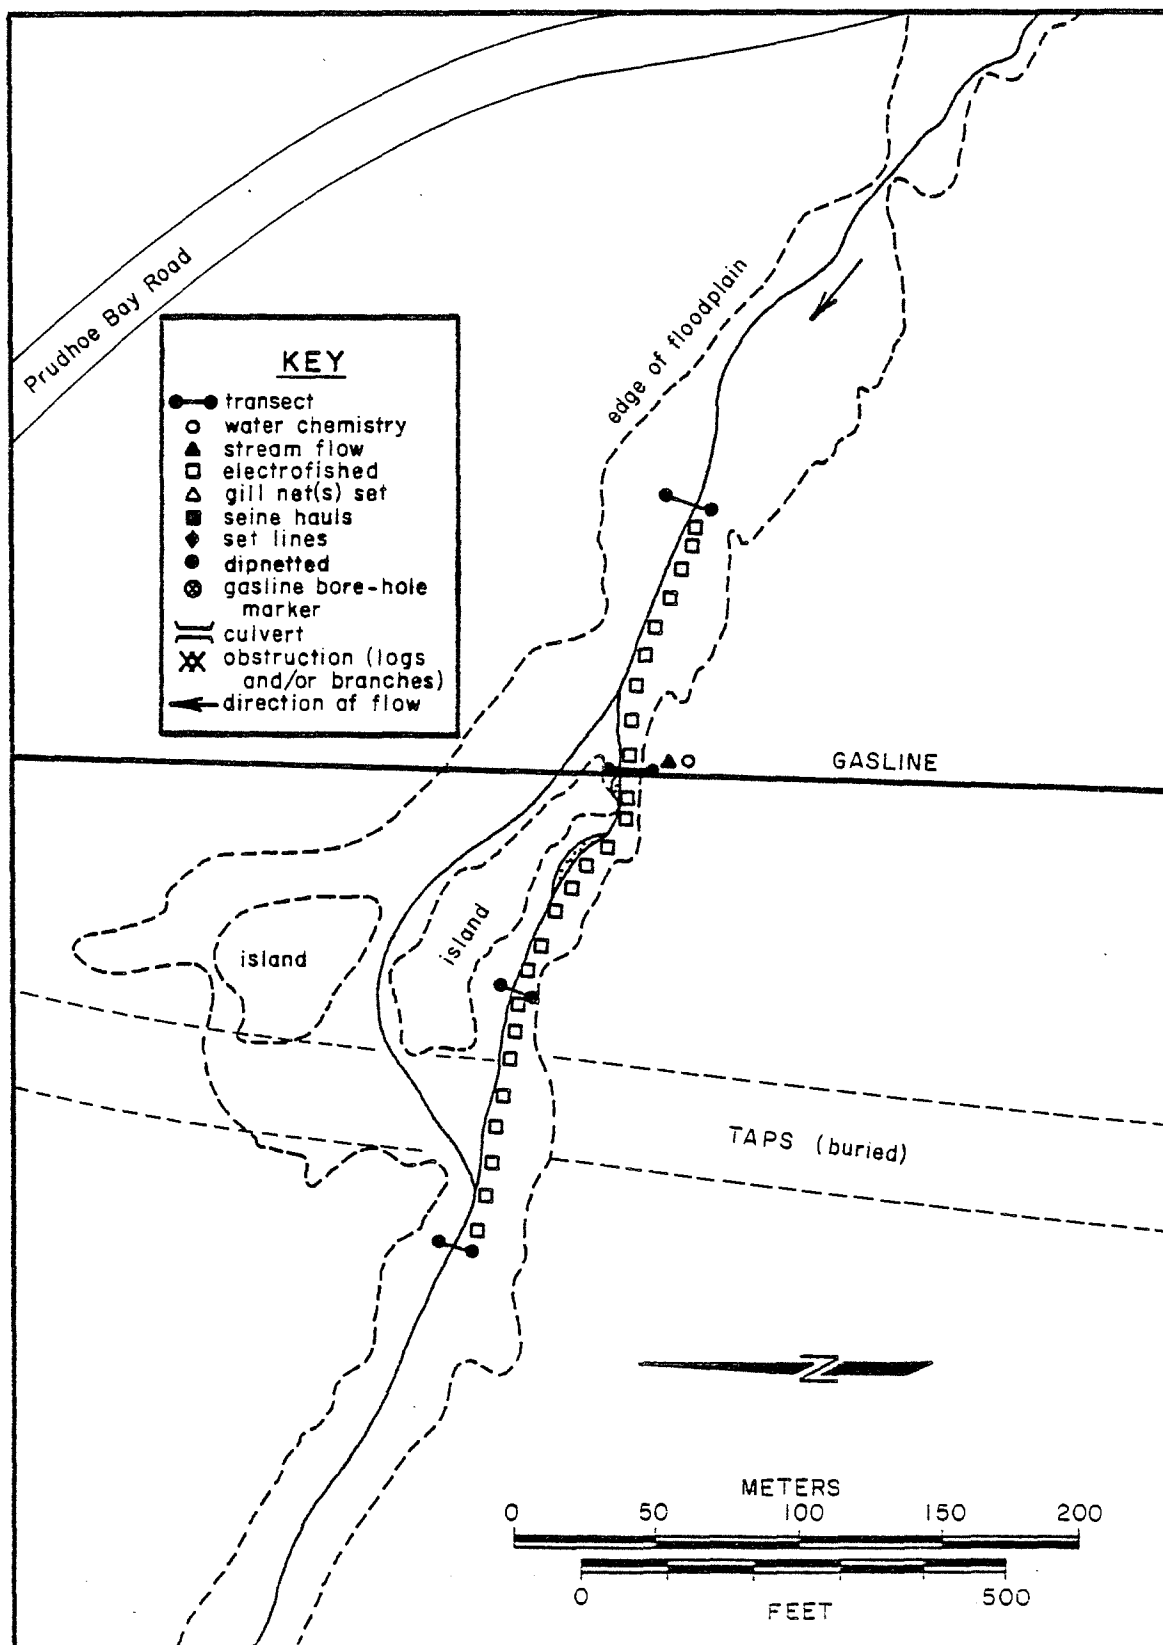 Prudhoe Bay Road
edge of floodplain
KEY
transect
water chemistry
stream flow
electrofished
gill net(s) set
seine hauls
set lines
dipnetted
gasline bore-hole
marker
culvert
obstruction (logs
and/or branches)
direction of flow
GASLINE
island
island
TAPS (buried)
N
METERS
0 50 100 150 200
0 500
FEET